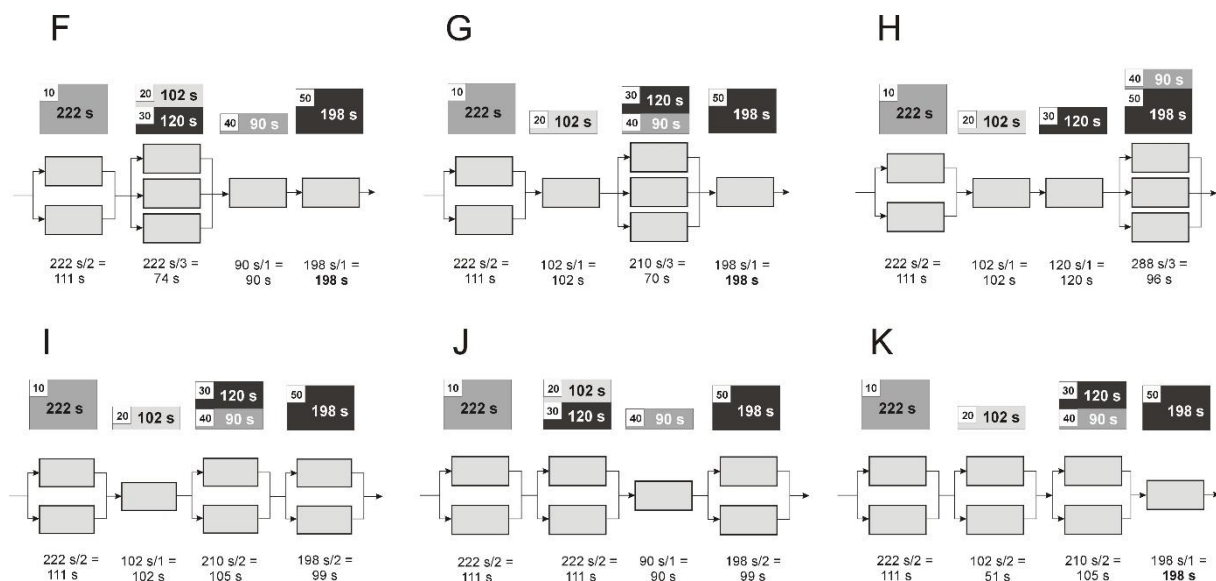 F
10
222 s
20 102 s
30 120 s
40 90 s
50
198 s
222 s/2 =
111 s
222 s/3 =
74 s
90 s/1 =
90 s
198 s/1 =
198 s
G
10
222 s
20 102 s
30 120 s
40 90 s
50
198 s
222 s/2 =
111 s
102 s/1 =
102 s
210 s/3 =
70 s
198 s/1 =
198 s
H
10
222 s
20 102 s
30 120 s
40 90 s
50
198 s
222 s/2 =
111 s
102 s/1 =
102 s
120 s/1 =
120 s
288 s/3 =
96 s
I
10
222 s
20 102 s
30 120 s
40 90 s
50
198 s
222 s/2 =
111 s
102 s/1 =
102 s
210 s/2 =
105 s
198 s/2 =
99 s
J
10
222 s
20 102 s
30 120 s
40 90 s
50
198 s
222 s/2 =
111 s
222 s/2 =
111 s
90 s/1 =
90 s
198 s/2 =
99 s
K
10
222 s
20 102 s
30 120 s
40 90 s
50
198 s
222 s/2 =
111 s
102 s/2 =
51 s
210 s/2 =
105 s
198 s/1 =
198 s